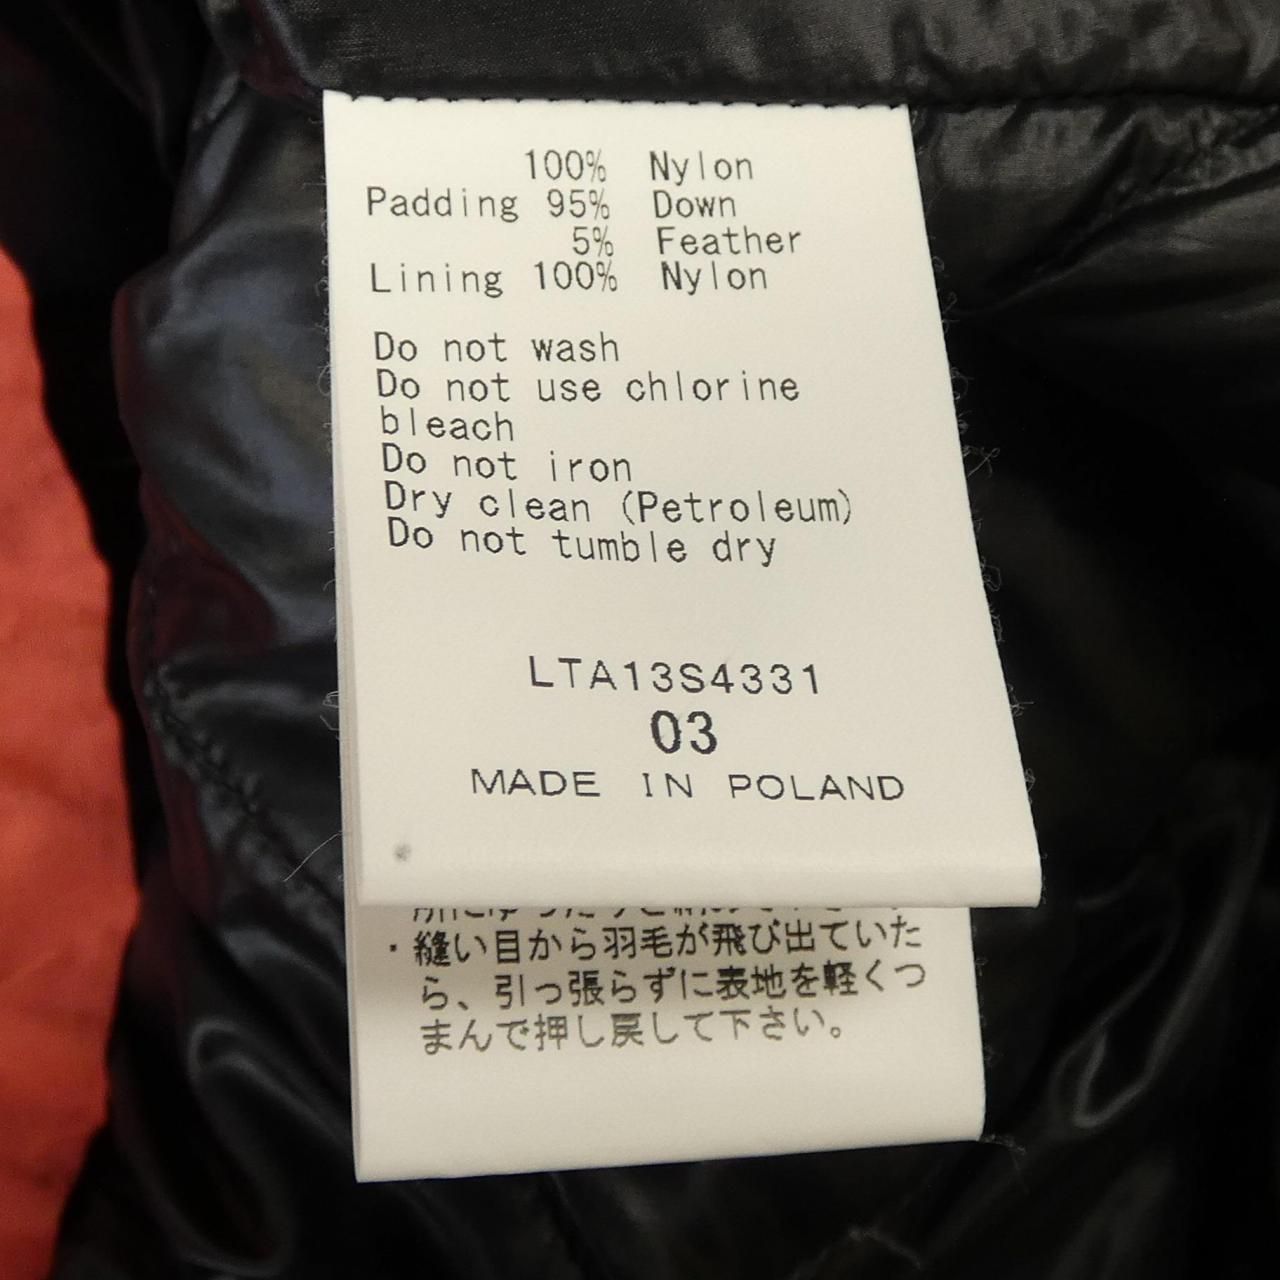 100% Nylon
Padding 95% Down
5% Feather
Lining 100% Nylon
Do not wash
Do not use chlorine
bleach
Do not iron
Dry clean (Petroleum)
Do not tumble dry
LTA13S4331
03
MADE IN POLAND
・縫い目から羽毛が飛び出ていた
ら、引っ張らずに表地を軽くつ
まんで押し戻して下さい。